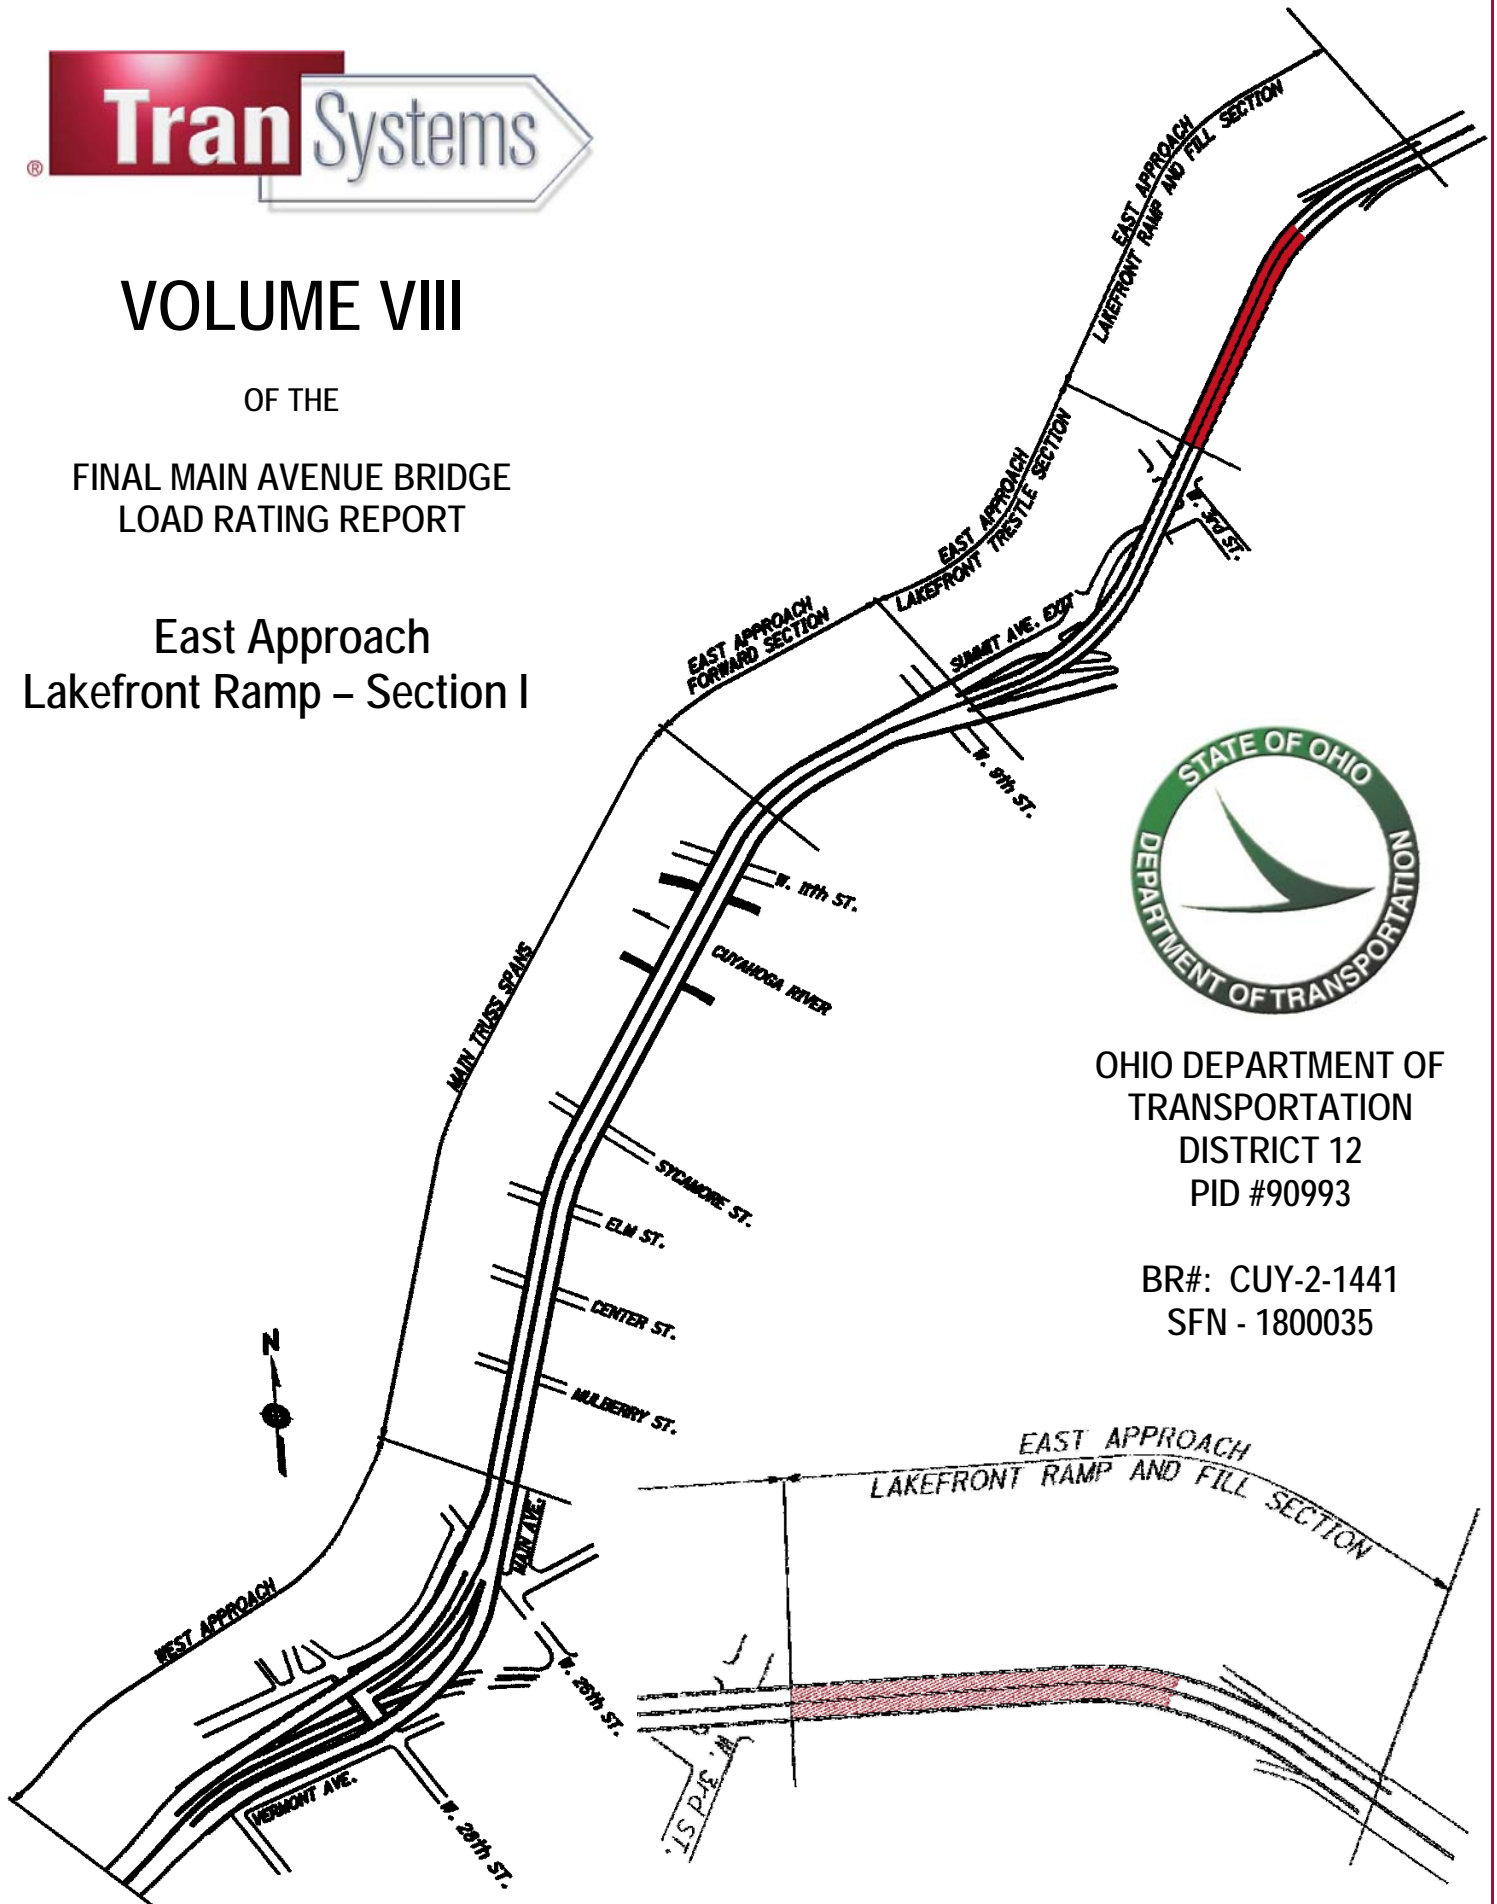 Tran Systems
®
VOLUME VIII
OF THE
FINAL MAIN AVENUE BRIDGE
LOAD RATING REPORT
East Approach
Lakefront Ramp – Section I
EAST APPROACH
LAKEFRONT RAMP AND FILL SECTION
EAST APPROACH
LAKEFRONT TRESTLE SECTION
W. 3rd ST.
EAST APPROACH
FORWARD SECTION
SUMMIT AVE. EXIT
W. 9th ST.
STATE OF OHIO
DEPARTMENT OF TRANSPORTATION
W. 11th ST.
CUYAHOGA RIVER
MAIN TRUSS SPANS
OHIO DEPARTMENT OF
TRANSPORTATION
DISTRICT 12
PID #90993
BR#: CUY-2-1441
SFN - 1800035
SYCAMORE ST.
ELM ST.
CENTER ST.
MULBERRY ST.
N
MAIN AVE.
WEST APPROACH
W. 25th ST.
VERMONT AVE.
W. 28th ST.
EAST APPROACH
LAKEFRONT RAMP AND FILL SECTION
W. 3rd ST.